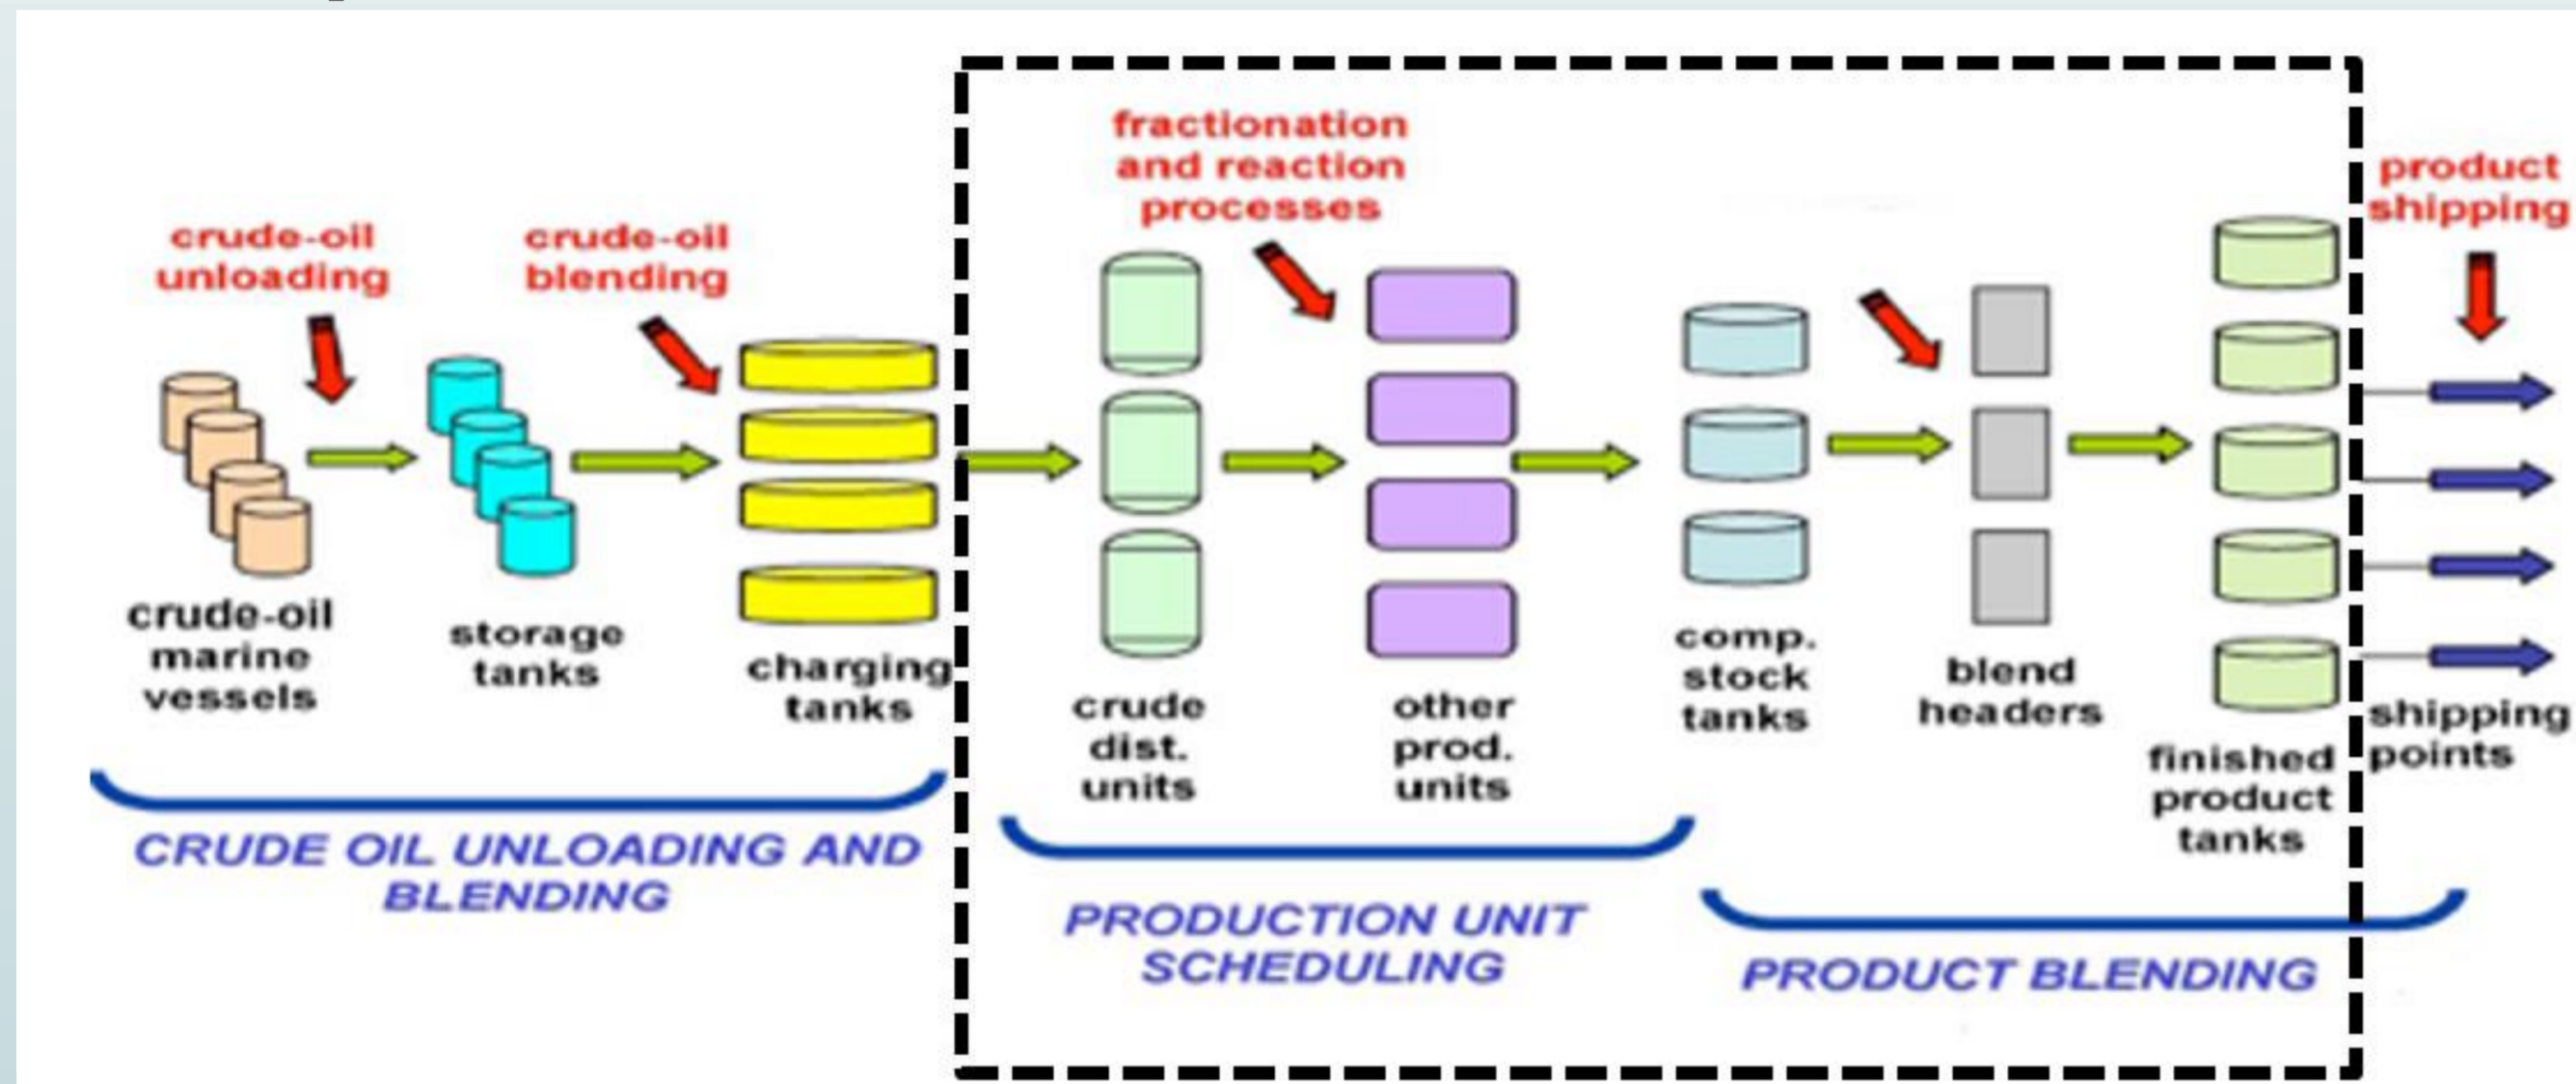 crude-oil
unloading
crude-oil
blending
fractionation
and reaction
processes
product
shipping
crude-oil
marine
vessels
storage
tanks
charging
tanks
crude
dist.
units
other
prod.
units
comp.
stock
tanks
blend
headers
finished
product
tanks
shipping
points
CRUDE OIL UNLOADING AND
BLENDING
PRODUCTION UNIT
SCHEDULING
PRODUCT BLENDING